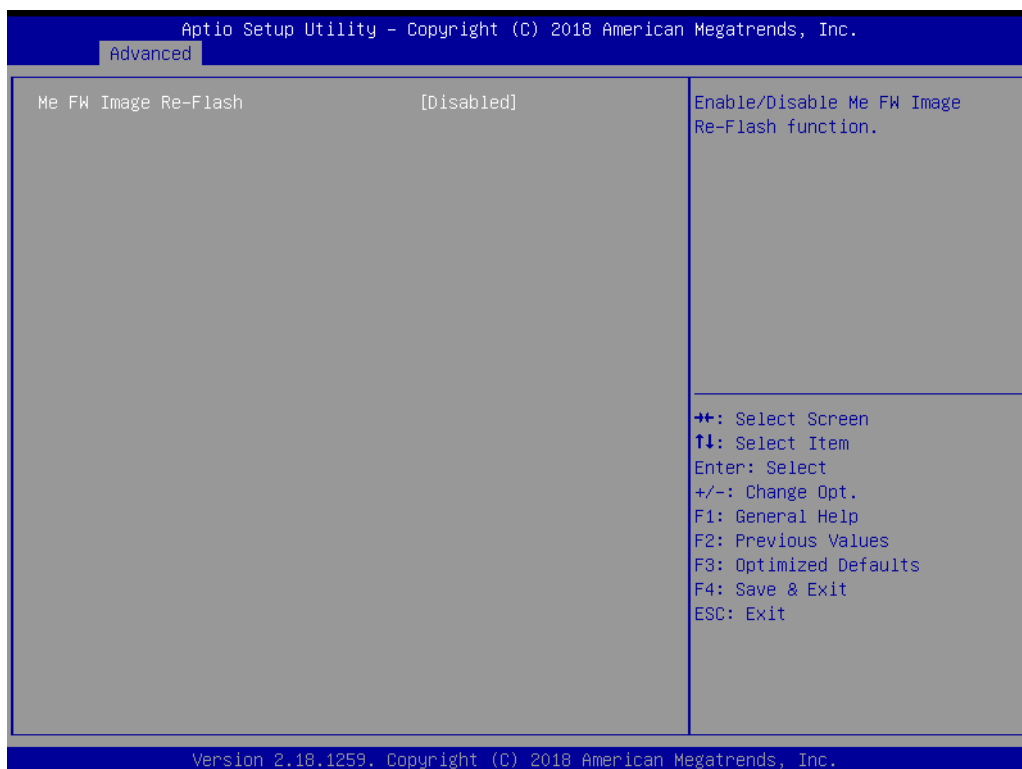 Aptio Setup Utility – Copyright (C) 2018 American Megatrends, Inc.
Advanced
Me FW Image Re-Flash [Disabled]
Enable/Disable Me FW Image
Re-Flash function.
→←: Select Screen
↑↓: Select Item
Enter: Select
+/-: Change Opt.
F1: General Help
F2: Previous Values
F3: Optimized Defaults
F4: Save & Exit
ESC: Exit
Version 2.18.1259. Copyright (C) 2018 American Megatrends, Inc.